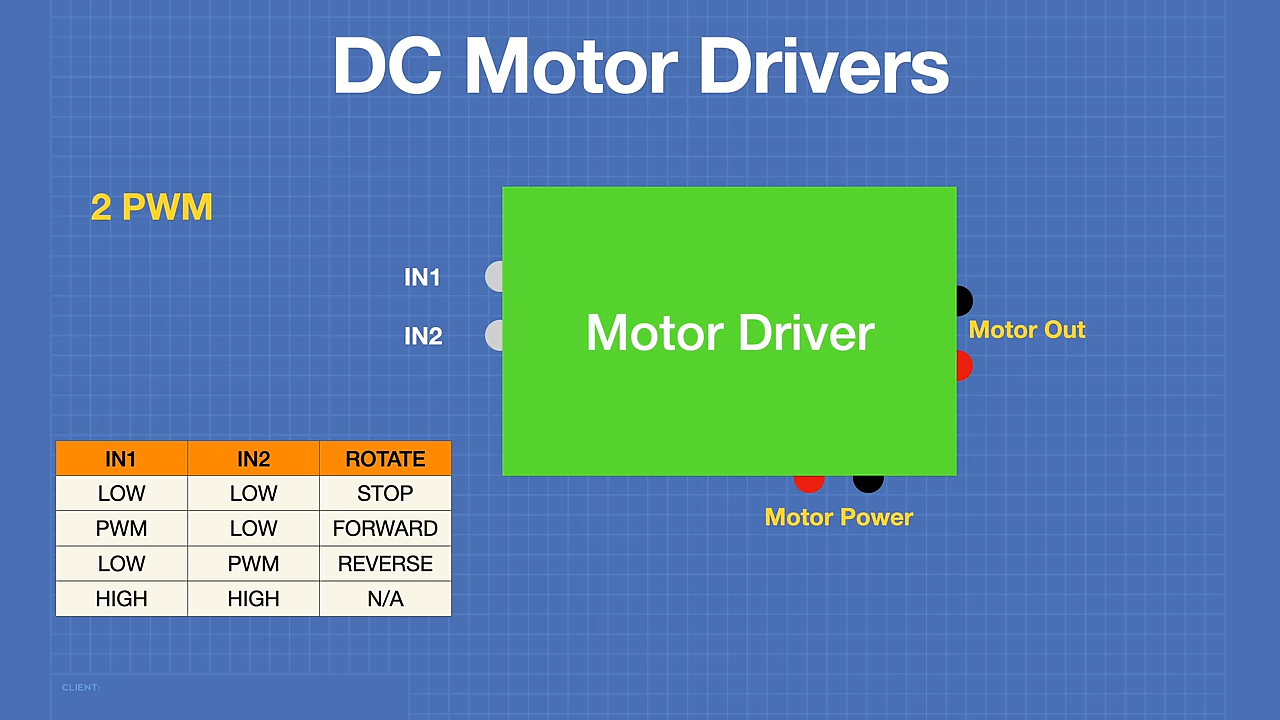 DC Motor Drivers
2 PWM
IN1
IN2
Motor Driver
Motor Out
Motor Power
IN1 IN2 ROTATE
LOW LOW STOP
PWM LOW FORWARD
LOW PWM REVERSE
HIGH HIGH N/A
CLIENT: